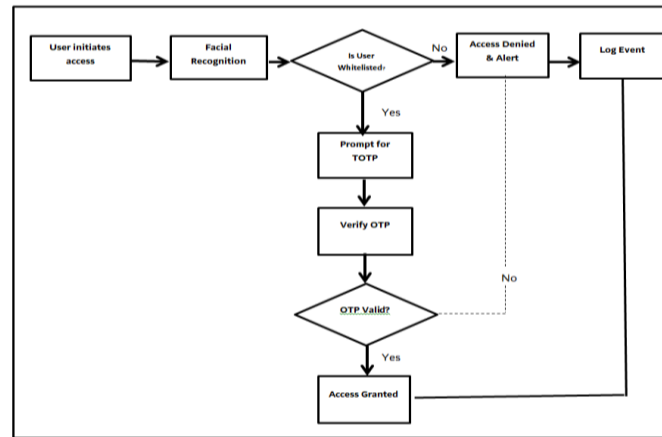 User initiates
access
Facial
Recognition
Is User
Whitelisted?
No
Access Denied
& Alert
Log Event
Yes
Prompt for
TOTP
Verify OTP
OTP Valid?
No
Yes
Access Granted